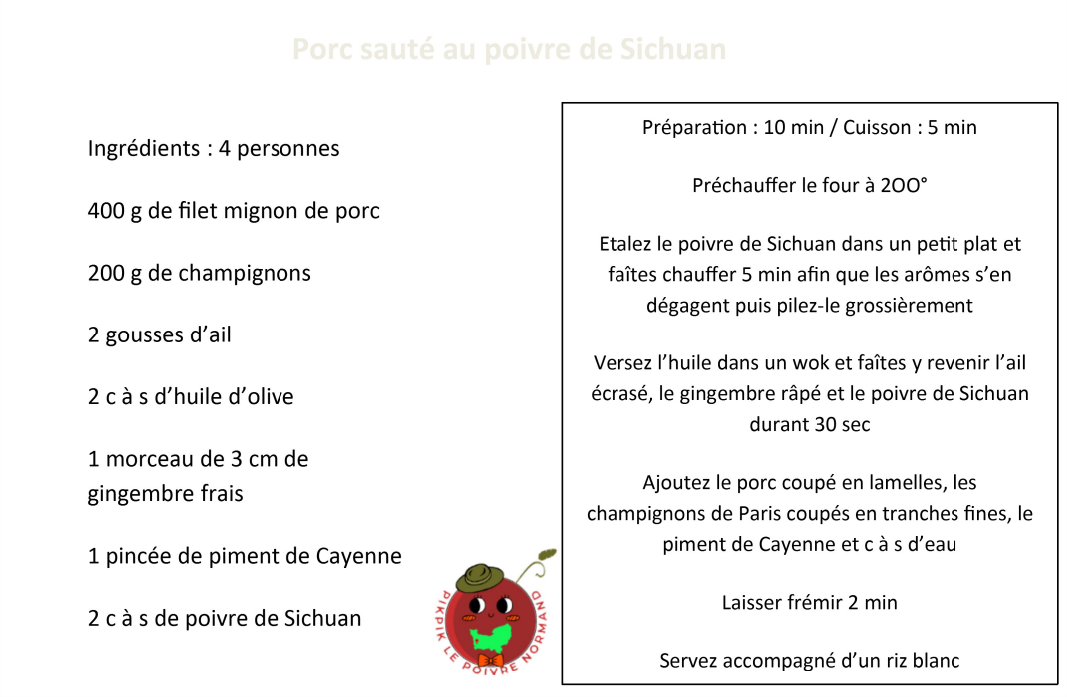 Porc sauté au poivre de Sichuan
Ingrédients : 4 personnes
400 g de filet mignon de porc
200 g de champignons
2 gousses d’ail
2 c à s d’huile d’olive
1 morceau de 3 cm de
gingembre frais
1 pincée de piment de Cayenne
2 c à s de poivre de Sichuan
PIKPIK LE POIVRE NORMAND
Préparation : 10 min / Cuisson : 5 min
Préchauffer le four à 2OO°
Etalez le poivre de Sichuan dans un petit plat et
faîtes chauffer 5 min afin que les arômes s’en
dégagent puis pilez-le grossièrement
Versez l’huile dans un wok et faîtes y revenir l’ail
écrasé, le gingembre râpé et le poivre de Sichuan
durant 30 sec
Ajoutez le porc coupé en lamelles, les
champignons de Paris coupés en tranches fines, le
piment de Cayenne et c à s d’eau
Laisser frémir 2 min
Servez accompagné d’un riz blanc